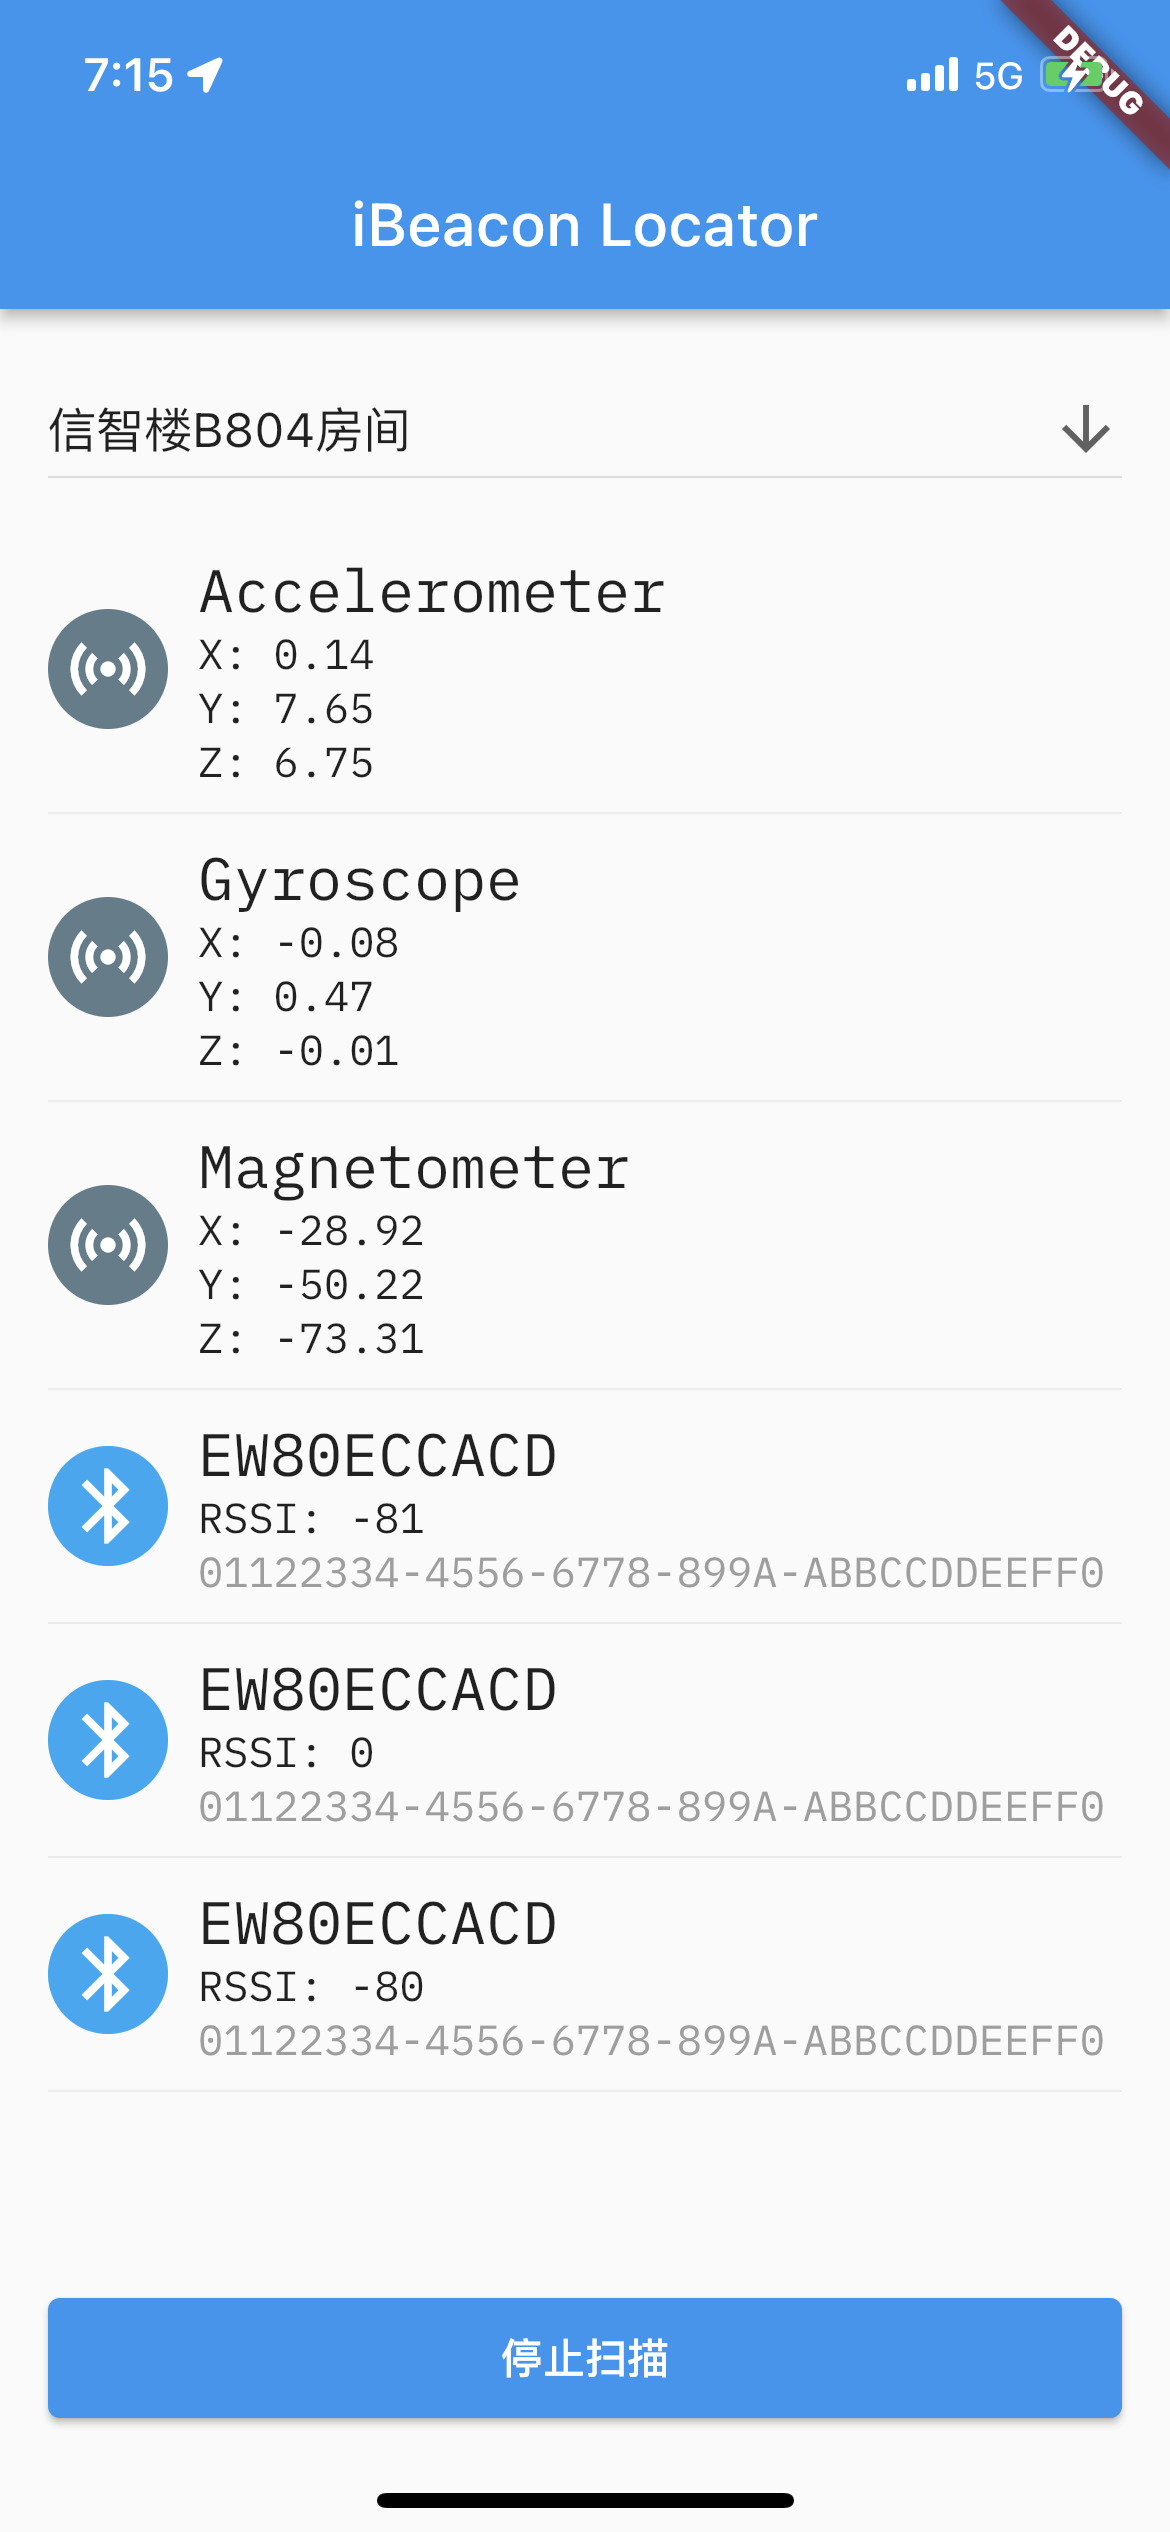 7:15
5G
DEBUG
iBeacon Locator
信智楼B804房间
Accelerometer
X: 0.14
Y: 7.65
Z: 6.75
Gyroscope
X: -0.08
Y: 0.47
Z: -0.01
Magnetometer
X: -28.92
Y: -50.22
Z: -73.31
EW80ECCACD
RSSI: -81
01122334-4556-6778-899A-ABBCCDDEEFF0
EW80ECCACD
RSSI: 0
01122334-4556-6778-899A-ABBCCDDEEFF0
EW80ECCACD
RSSI: -80
01122334-4556-6778-899A-ABBCCDDEEFF0
停止扫描